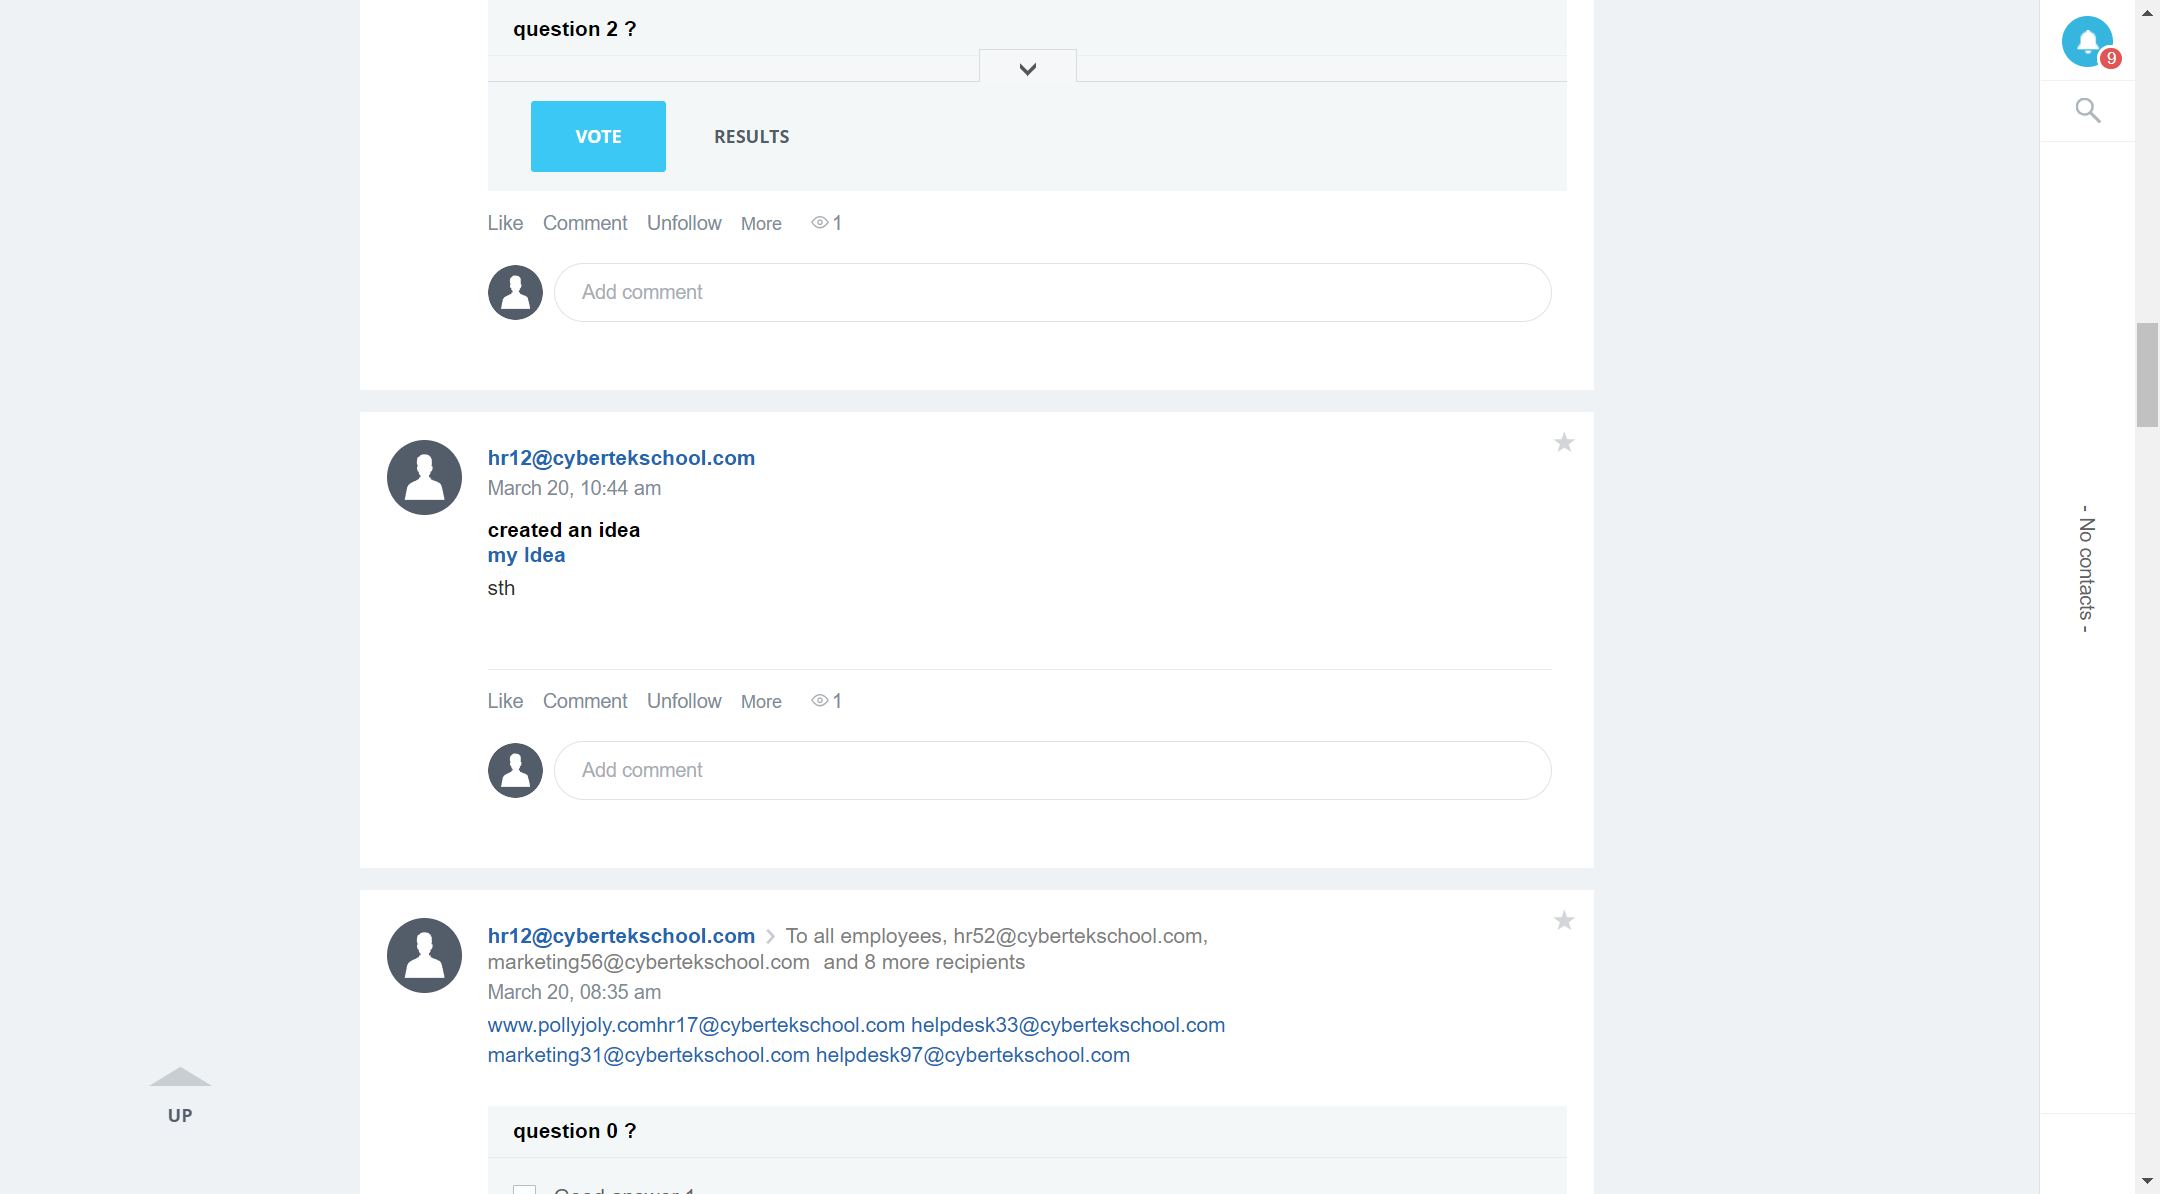 question 2 ?
VOTE RESULTS
Like Comment Unfollow More 1
Add comment
hr12@cybertekschool.com
March 20, 10:44 am
created an idea
my Idea
sth
Like Comment Unfollow More 1
Add comment
hr12@cybertekschool.com To all employees, hr52@cybertekschool.com,
marketing56@cybertekschool.com and 8 more recipients
March 20, 08:35 am
www.pollyjoly.comhr17@cybertekschool.com helpdesk33@cybertekschool.com
marketing31@cybertekschool.com helpdesk97@cybertekschool.com
question 0 ?
Good answer 1
UP
9
- No contacts -